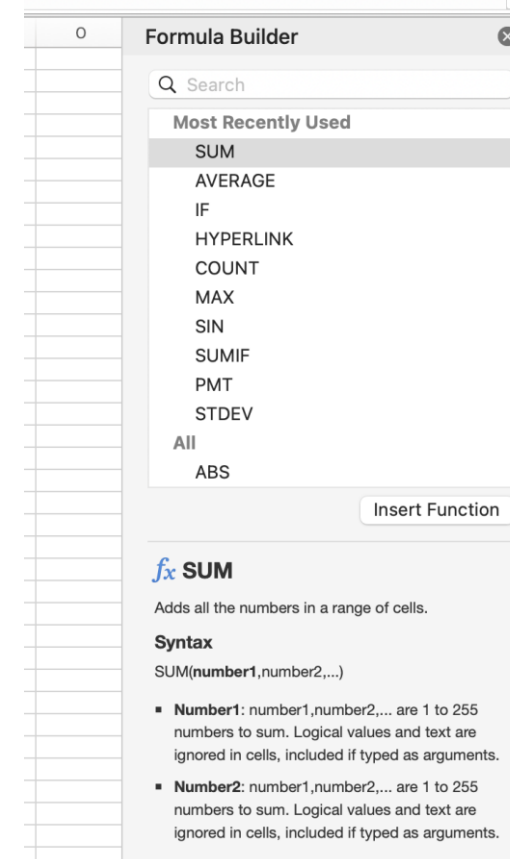 O
Formula Builder
Search
Most Recently Used
SUM
AVERAGE
IF
HYPERLINK
COUNT
MAX
SIN
SUMIF
PMT
STDEV
All
ABS
Insert Function
fx SUM
Adds all the numbers in a range of cells.
Syntax
SUM(number1,number2,...)
▪ Number1: number1,number2,... are 1 to 255
numbers to sum. Logical values and text are
ignored in cells, included if typed as arguments.
▪ Number2: number1,number2,... are 1 to 255
numbers to sum. Logical values and text are
ignored in cells, included if typed as arguments.